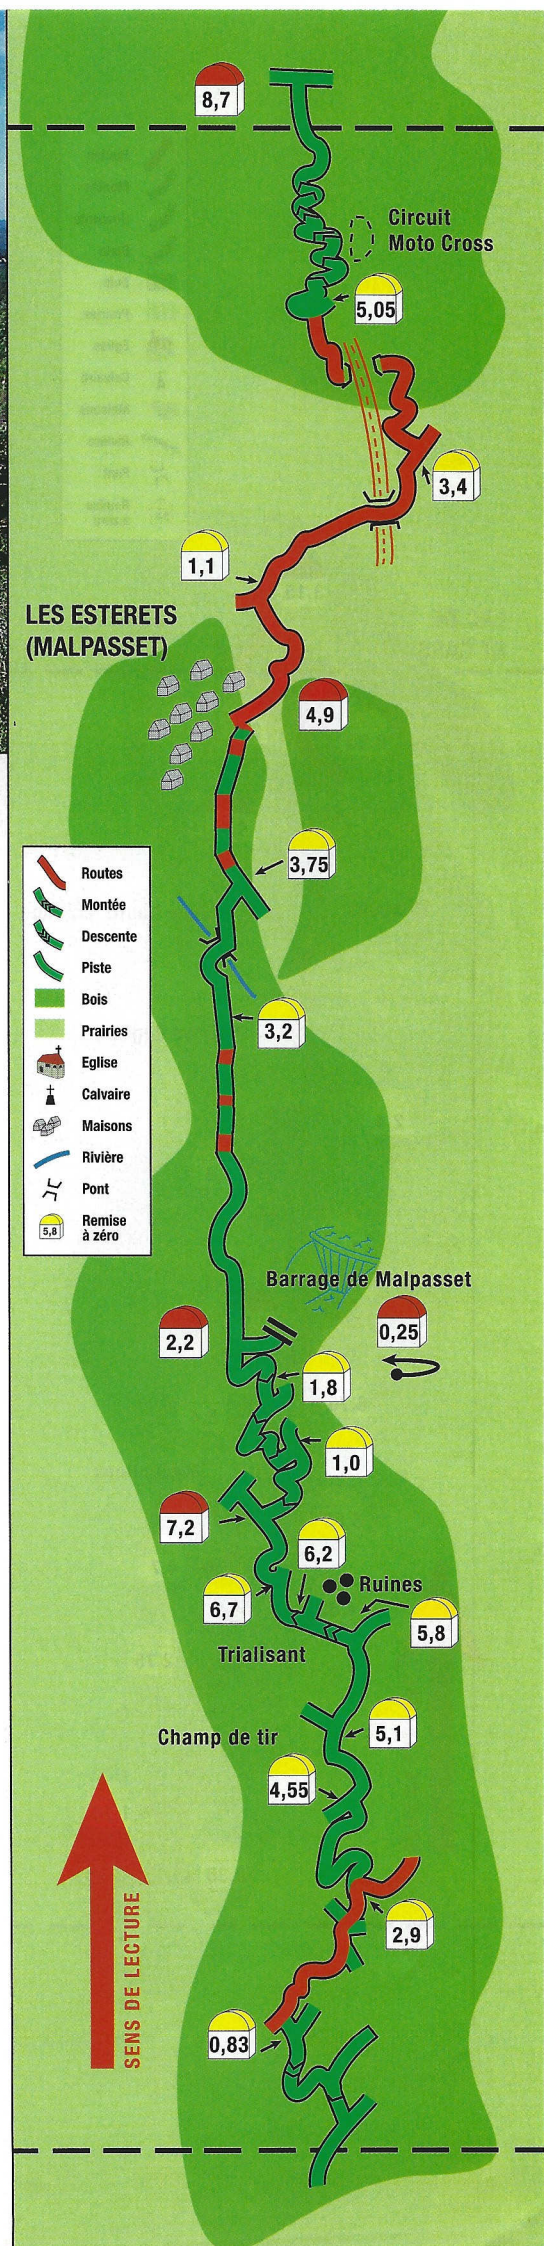 8,7
Circuit
Moto Cross
5,05
3,4
1,1
LES ESTERETS
(MALPASSET)
4,9
3,75
Routes
Montée
Descente
Piste
Bois
Prairies
Eglise
Calvaire
Maisons
Rivière
Pont
5,8
Remise
à zéro
3,2
Barrage de Malpasset
2,2
0,25
1,8
1,0
7,2
6,2
6,7
Ruines
5,8
Trialisant
5,1
Champ de tir
4,55
2,9
SENS DE LECTURE
0,83